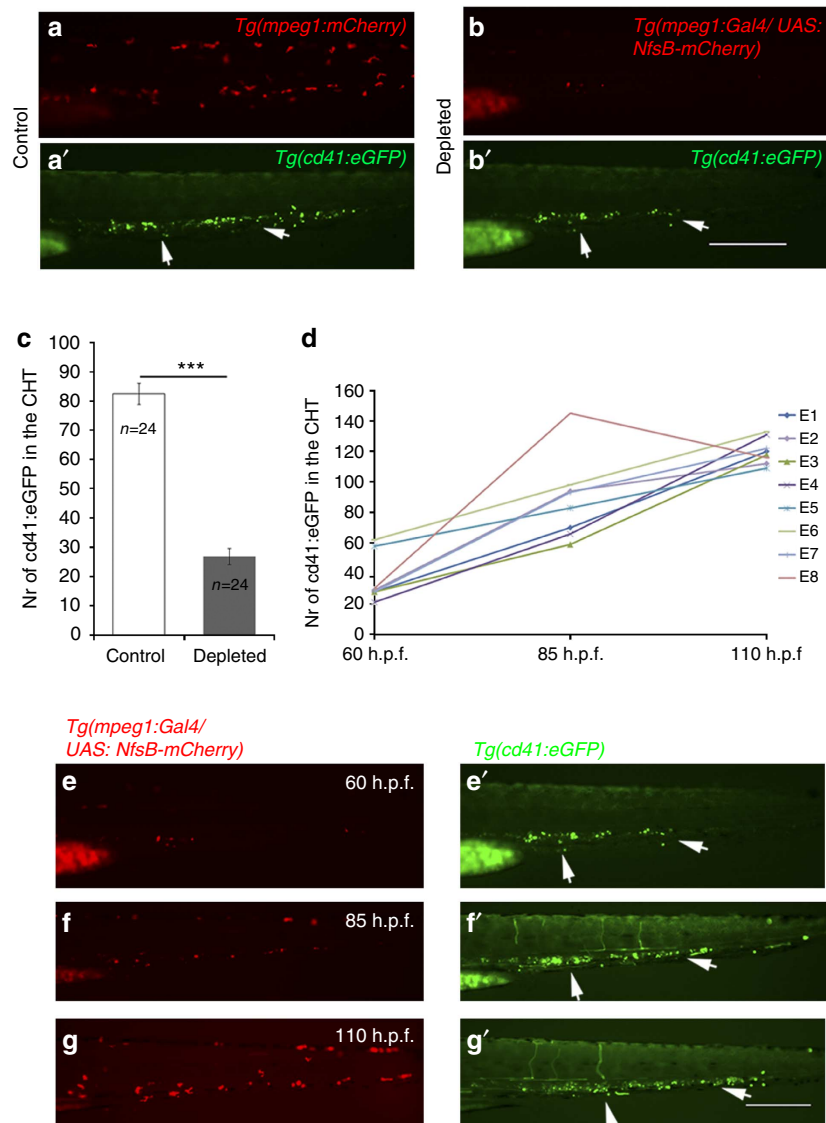 a
Tg(mpeg1:mCherry)
b
Tg(mpeg1:Gal4/ UAS:
NfsB-mCherry)
Control
Depleted
a′
Tg(cd41:eGFP)
b′
Tg(cd41:eGFP)
c
Nr of cd41:eGFP in the CHT
100
90
80
70
60
50
40
30
20
10
0
***
n=24
n=24
Control
Depleted
d
Nr of cd41:eGFP in the CHT
160
140
120
100
80
60
40
20
0
60 h.p.f.
85 h.p.f.
110 h.p.f
E1
E2
E3
E4
E5
E6
E7
E8
Tg(mpeg1:Gal4/
UAS: NfsB-mCherry)
Tg(cd41:eGFP)
e
60 h.p.f.
e′
f
85 h.p.f.
f′
g
110 h.p.f.
g′